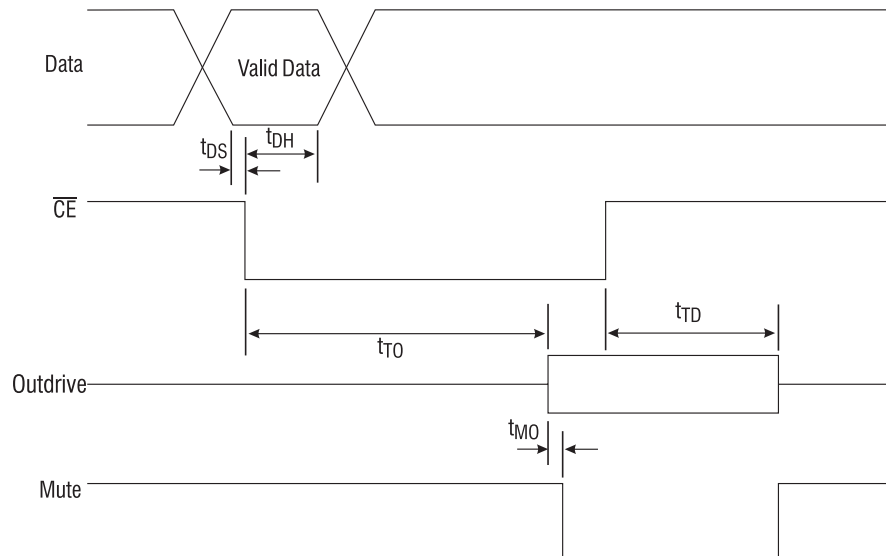 Data
Valid Data
tDS
tDH
CE
tTO
tTD
Outdrive
tMO
Mute